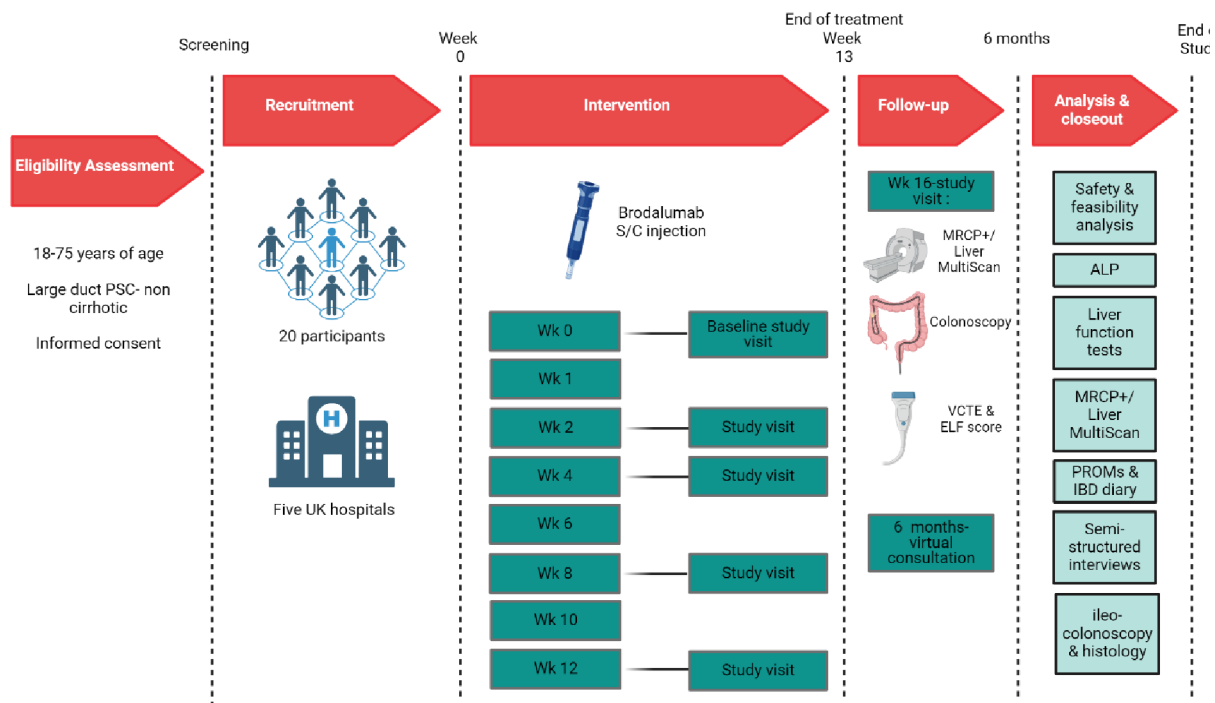 Screening
Week
0
End of treatment
Week
13
6 months
End o
Stud
Eligibility Assessment
18-75 years of age
Large duct PSC- non
cirrhotic
Informed consent
Recruitment
20 participants
H
Five UK hospitals
Intervention
Brodalumab
S/C injection
Wk 0
Baseline study
visit
Wk 1
Wk 2
Study visit
Wk 4
Study visit
Wk 6
Wk 8
Study visit
Wk 10
Wk 12
Study visit
Follow-up
Wk 16-study
visit :
MRCP+/
Liver
MultiScan
Colonoscopy
VCTE &
ELF score
6 months-
virtual
consultation
Analysis &
closeout
Safety &
feasibility
analysis
ALP
Liver
function
tests
MRCP+/
Liver
MultiScan
PROMs &
IBD diary
Semi-
structured
interviews
ileo-
colonoscopy
& histology